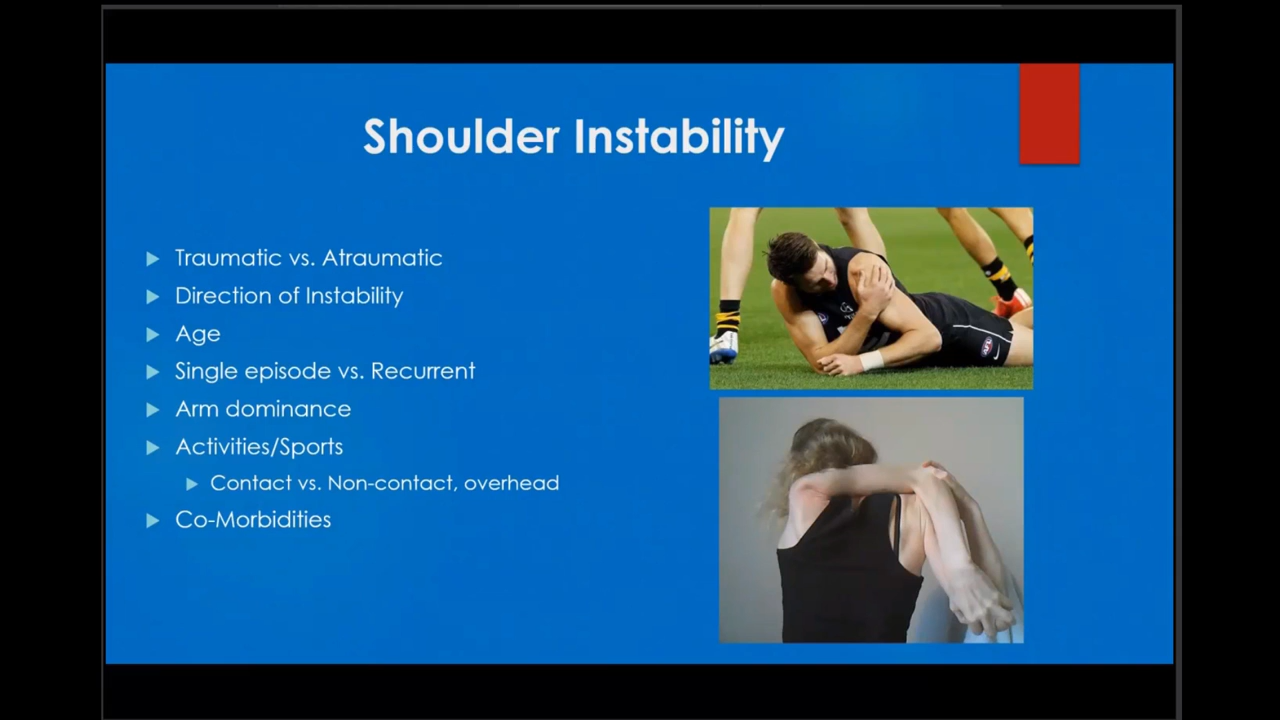 Shoulder Instability
Traumatic vs. Atraumatic
Direction of Instability
Age
Single episode vs. Recurrent
Arm dominance
Activities/Sports
Contact vs. Non-contact, overhead
Co-Morbidities
AFL